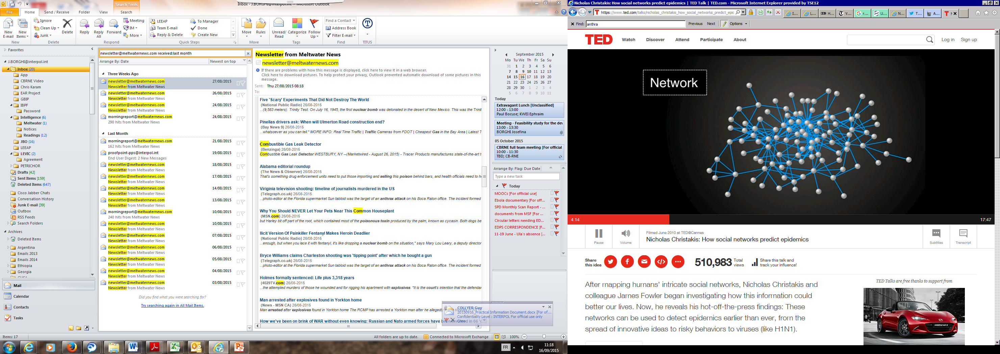 Search Tools
Inbox - J.BORGHI@interpol.int - Microsoft Outlook
File Home Send / Receive Folder View Search
New E-mail
New Items
New
Ignore
Clean Up
Junk
Delete
Delete
Reply
Reply All
Forward
Meeting
IM
More
Respond
LEEAP
Team E-mail
Reply & Delete
To Manager
Done
Create New
Quick Steps
Move
Rules
Move
Unread/ Read
Categorize
Follow Up
Tags
Find a Contact
Address Book
Filter E-mail
Find
TITUS
Favorites
J.BORGHI@interpol.int
Inbox (20)
App
CBRNE Video
Chris Karam
EAR Project
GBIP
IBPF
Password
Intelligence (6)
Meltwater (1)
Notices
Readings (12)
JBO (16)
LEEAP
LEVIC (2)
Agreement
PETRICHOR
Drafts [42]
Sent Items [159]
Deleted Items (647)
Cisco Jabber Chats
Conversation History
Junk E-mail [39]
Outbox
RSS Feeds
Search Folders
Archives
Deleted Items
Argentina
Emails 2013
Emails 2014
Ethiopia
Georgia
Mail
Calendar
Contacts
Tasks
Items: 17
newsletter@meltwaternews.com received:last month
Arrange By: Date Newest on top
Three Weeks Ago
newsletter@meltwaternews.com 27/08/2015
Newsletter from Meltwater News
newsletter@meltwaternews.com 26/08/2015
Newsletter from Meltwater News
newsletter@meltwaternews.com 24/08/2015
Newsletter from Meltwater News
morningreport@meltwaternews.com 24/08/2015
290 hits from Meltwater News
Last Month
morningreport@meltwaternews.com 21/08/2015
162 hits from Meltwater News
proofpoint-pps@interpol.int 19/08/2015
End User Digest: 2 New Messages
newsletter@meltwaternews.com 18/08/2015
Newsletter from Meltwater News
newsletter@meltwaternews.com 17/08/2015
Newsletter from Meltwater News
newsletter@meltwaternews.com 14/08/2015
Newsletter from Meltwater News
newsletter@meltwaternews.com 13/08/2015
Newsletter from Meltwater News
morningreport@meltwaternews.com 10/08/2015
240 hits from Meltwater News
newsletter@meltwaternews.com 10/08/2015
Newsletter from Meltwater News
newsletter@meltwaternews.com 07/08/2015
Newsletter from Meltwater News
newsletter@meltwaternews.com 06/08/2015
Newsletter from Meltwater News
newsletter@meltwaternews.com 05/08/2015
Newsletter from Meltwater News
newsletter@meltwaternews.com 04/08/2015
Newsletter from Meltwater News
newsletter@meltwaternews.com 03/08/2015
Newsletter from Meltwater News
Did you find what you were searching for?
Try searching again in All Mail Items.
Newsletter from Meltwater News
newsletter@meltwaternews.com
If there are problems with how this message is displayed, click here to view it in a web browser.
Click here to download pictures. To help protect your privacy, Outlook prevented automatic download of some pictures in this
message.
Sent: Thu 27/08/2015 08:18
To:
Five 'Scary' Experiments That Did Not Destroy The World
(National Public Radio) 26-08-2015
...(9,583 meters). Trinity Test. On July 16, 1945, the first nuclear bomb was detonated in the desert of New Mexico. This was the Trinit
Pinellas drivers ask: When will Ulmerton Road construction end?
(Bay News 9) 26-08-2015
...whatsoever as you can tell." MORE INFO: Real Time Traffic | Traffic Cameras from FDOT | Cheapest Gas in the Bay Area | Latest T
Combustible Gas Leak Detector
(Benzinga) 26-08-2015
Combustible Gas Leak Detector WESTBURY, NY --(Marketwired - August 26, 2015) - Tracer Products manufactures state-of-the-art t
Alabama editorial roundup
(The News & Observer) 26-08-2015
That's something drug enforcement units need to put those importing and selling this poison behind bars, and health officials need to h
Viriginia television shooting: timeline of journalists murdered in the US
(Telegraph.co.uk) 26-08-2015
...photo-editor at the Florida supermarket Sun tabloid was the target of an anthrax attack on his Boca Raton office. The incident formed
Why You Should NEVER Let Your Pets Near This Common Houseplant
(MSN.com) 26-08-2015
but Harley bit off part of the root, which contained most of the poisonous toxin produced by the palm, known as cycasin. Both dogs be
Ilicit Version Of Painkiller Fentanyl Makes Heroin Deadlier
(National Public Radio) 26-08-2015
...enough, but when you lace it with fentanyl, it's like dropping a nuclear bomb on the situation," says Mary Lou Leary, a deputy director
Bryce Williams claims Charleston shooting was 'tipping point' after which he bought a gun
(Telegraph.co.uk) 26-08-2015
...photo-editor at the Florida supermarket Sun tabloid was the target of an anthrax attack on his Boca Raton office. The incident formed
Holmes formally sentenced: Life plus 3,318 years
(4029TV.com) 26-08-2015
...the attempted murders of those he wounded and for rigging his apartment with explosives. "It is the court's intention that the defendan
Man arrested after explosives found in Yorkton home
(News - MSN CA) 26-08-2015
Man arrested after explosives found in Yorkton home The RCMP has arrested a Yorkton man after he allegedly made
How we've been on brink of WAR without even knowing: Russian and Nato armed forces have been involved in 66
COLLYER Guy
20150916_Practical Information Document.docx [For of...
Confidentiality Level : INTERPOL For official use only
All folders are up to date. Connected to Microsoft Exchange 100%
September 2015
Mo Tu We Th Fr Sa Su
31 1 2 3 4 5 6
7 8 9 10 11 12 13
14 15 16 17 18 19 20
21 22 23 24 25 26 27
28 29 30 1 2 3 4
5 6 7 8 9 10 11
Today
Extravagant Lunch [Unclassified]
12:00 - 13:00
Paul Bocuse; KWEI Ephraim
Meeting - Feasibility study for the dev
13:00 - 13:30
BORGHI Josefina
05 October 2015
CBRNE full team meeting [For official
10:00 - 11:30
TBD; CB-RNE
Arrange By: Flag: Due Date
Type a new task
Today
MOOCs [For official use]
Ebola documentary [For off...
SPD Monthly Scan Report - ...
documents from MSF [For ...
Circular letters needing ED...
EDPS CORRESPONDENCE [F...
11-19 June - Ula's absence [...
FR
11:18
16/09/2015
Nicholas Christakis: How social networks predict epidemics | TED Talk | TED.com - Microsoft Internet Explorer provided by TSE12
https://www.ted.com/talks/nicholas_christakis_how_social_networks_predict_epic
I... L... H... V... r... U... N... T... A...
Find: anthra Previous Next Options
TED Watch Discover Attend Participate About Log in Sign up
Network
4:14 17:47
Pause
Volume
Filmed June 2010 at TED@Cannes
Nicholas Christakis: How social networks predict epidemics
Subtitles
Transcript
Share this idea
510,983 Total views
Share this talk and
track your influence!
After mapping humans' intricate social networks, Nicholas Christakis and
colleague James Fowler began investigating how this information could
better our lives. Now, he reveals his hot-off-the-press findings: These
networks can be used to detect epidemics earlier than ever, from the
spread of innovative ideas to risky behaviors to viruses (like H1N1).
TED Talks are free thanks to support from